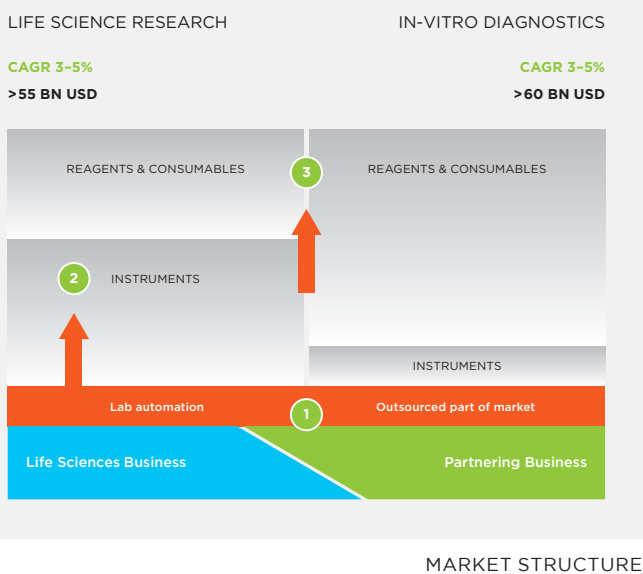 LIFE SCIENCE RESEARCH
IN-VITRO DIAGNOSTICS
CAGR 3–5%
CAGR 3–5%
>55 BN USD
>60 BN USD
REAGENTS & CONSUMABLES
3
REAGENTS & CONSUMABLES
2
INSTRUMENTS
INSTRUMENTS
Lab automation
1
Outsourced part of market
Life Sciences Business
Partnering Business
MARKET STRUCTURE